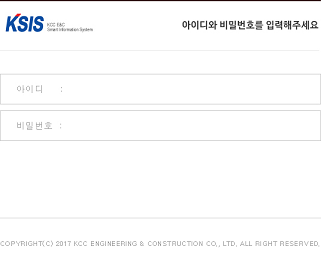 KSIS KCC E&C
Smart Information System
아이디와 비밀번호를 입력해주세요
아이디 :
비밀번호 :
COPYRIGHT(C) 2017 KCC ENGINEERING & CONSTRUCTION CO., LTD. ALL RIGHT RESERVED.